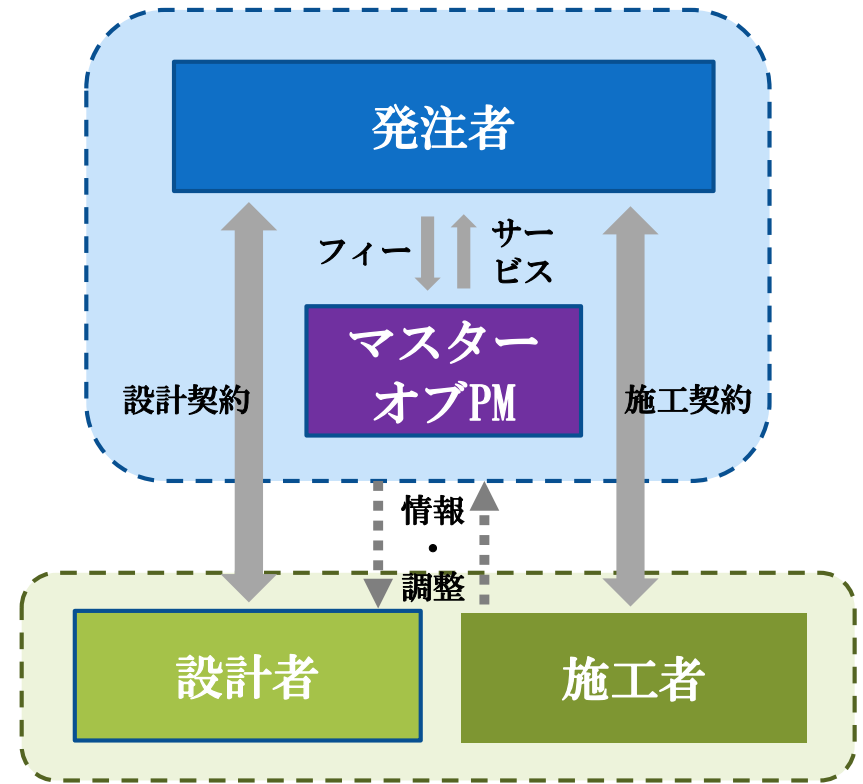 発注者
フィー
サー
ビス
マスター
オブPM
設計契約
施工契約
情報
・
調整
設計者
施工者